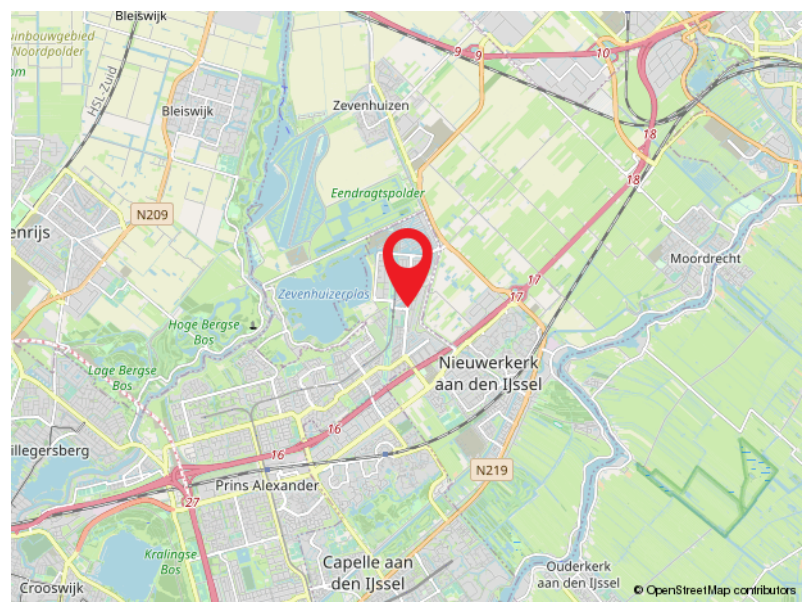 Bleiswijk
uinbouwgebied
Noordpolder
om
HSL-Zuid
9
9
10
Bleiswijk
Zevenhuizen
18
18
Eendragtspolder
N209
enrijs
Moordrecht
17
17
Zevenhuizerplas
Hoge Bergse
Bos
Lage Bergse
Bos
Nieuwerkerk
aan den IJssel
16
16
illegersberg
N219
Prins Alexander
27
Kralingse
Bos
Capelle aan
den IJssel
Ouderkerk
aan den IJssel
Crooswijk
© OpenStreetMap contributors